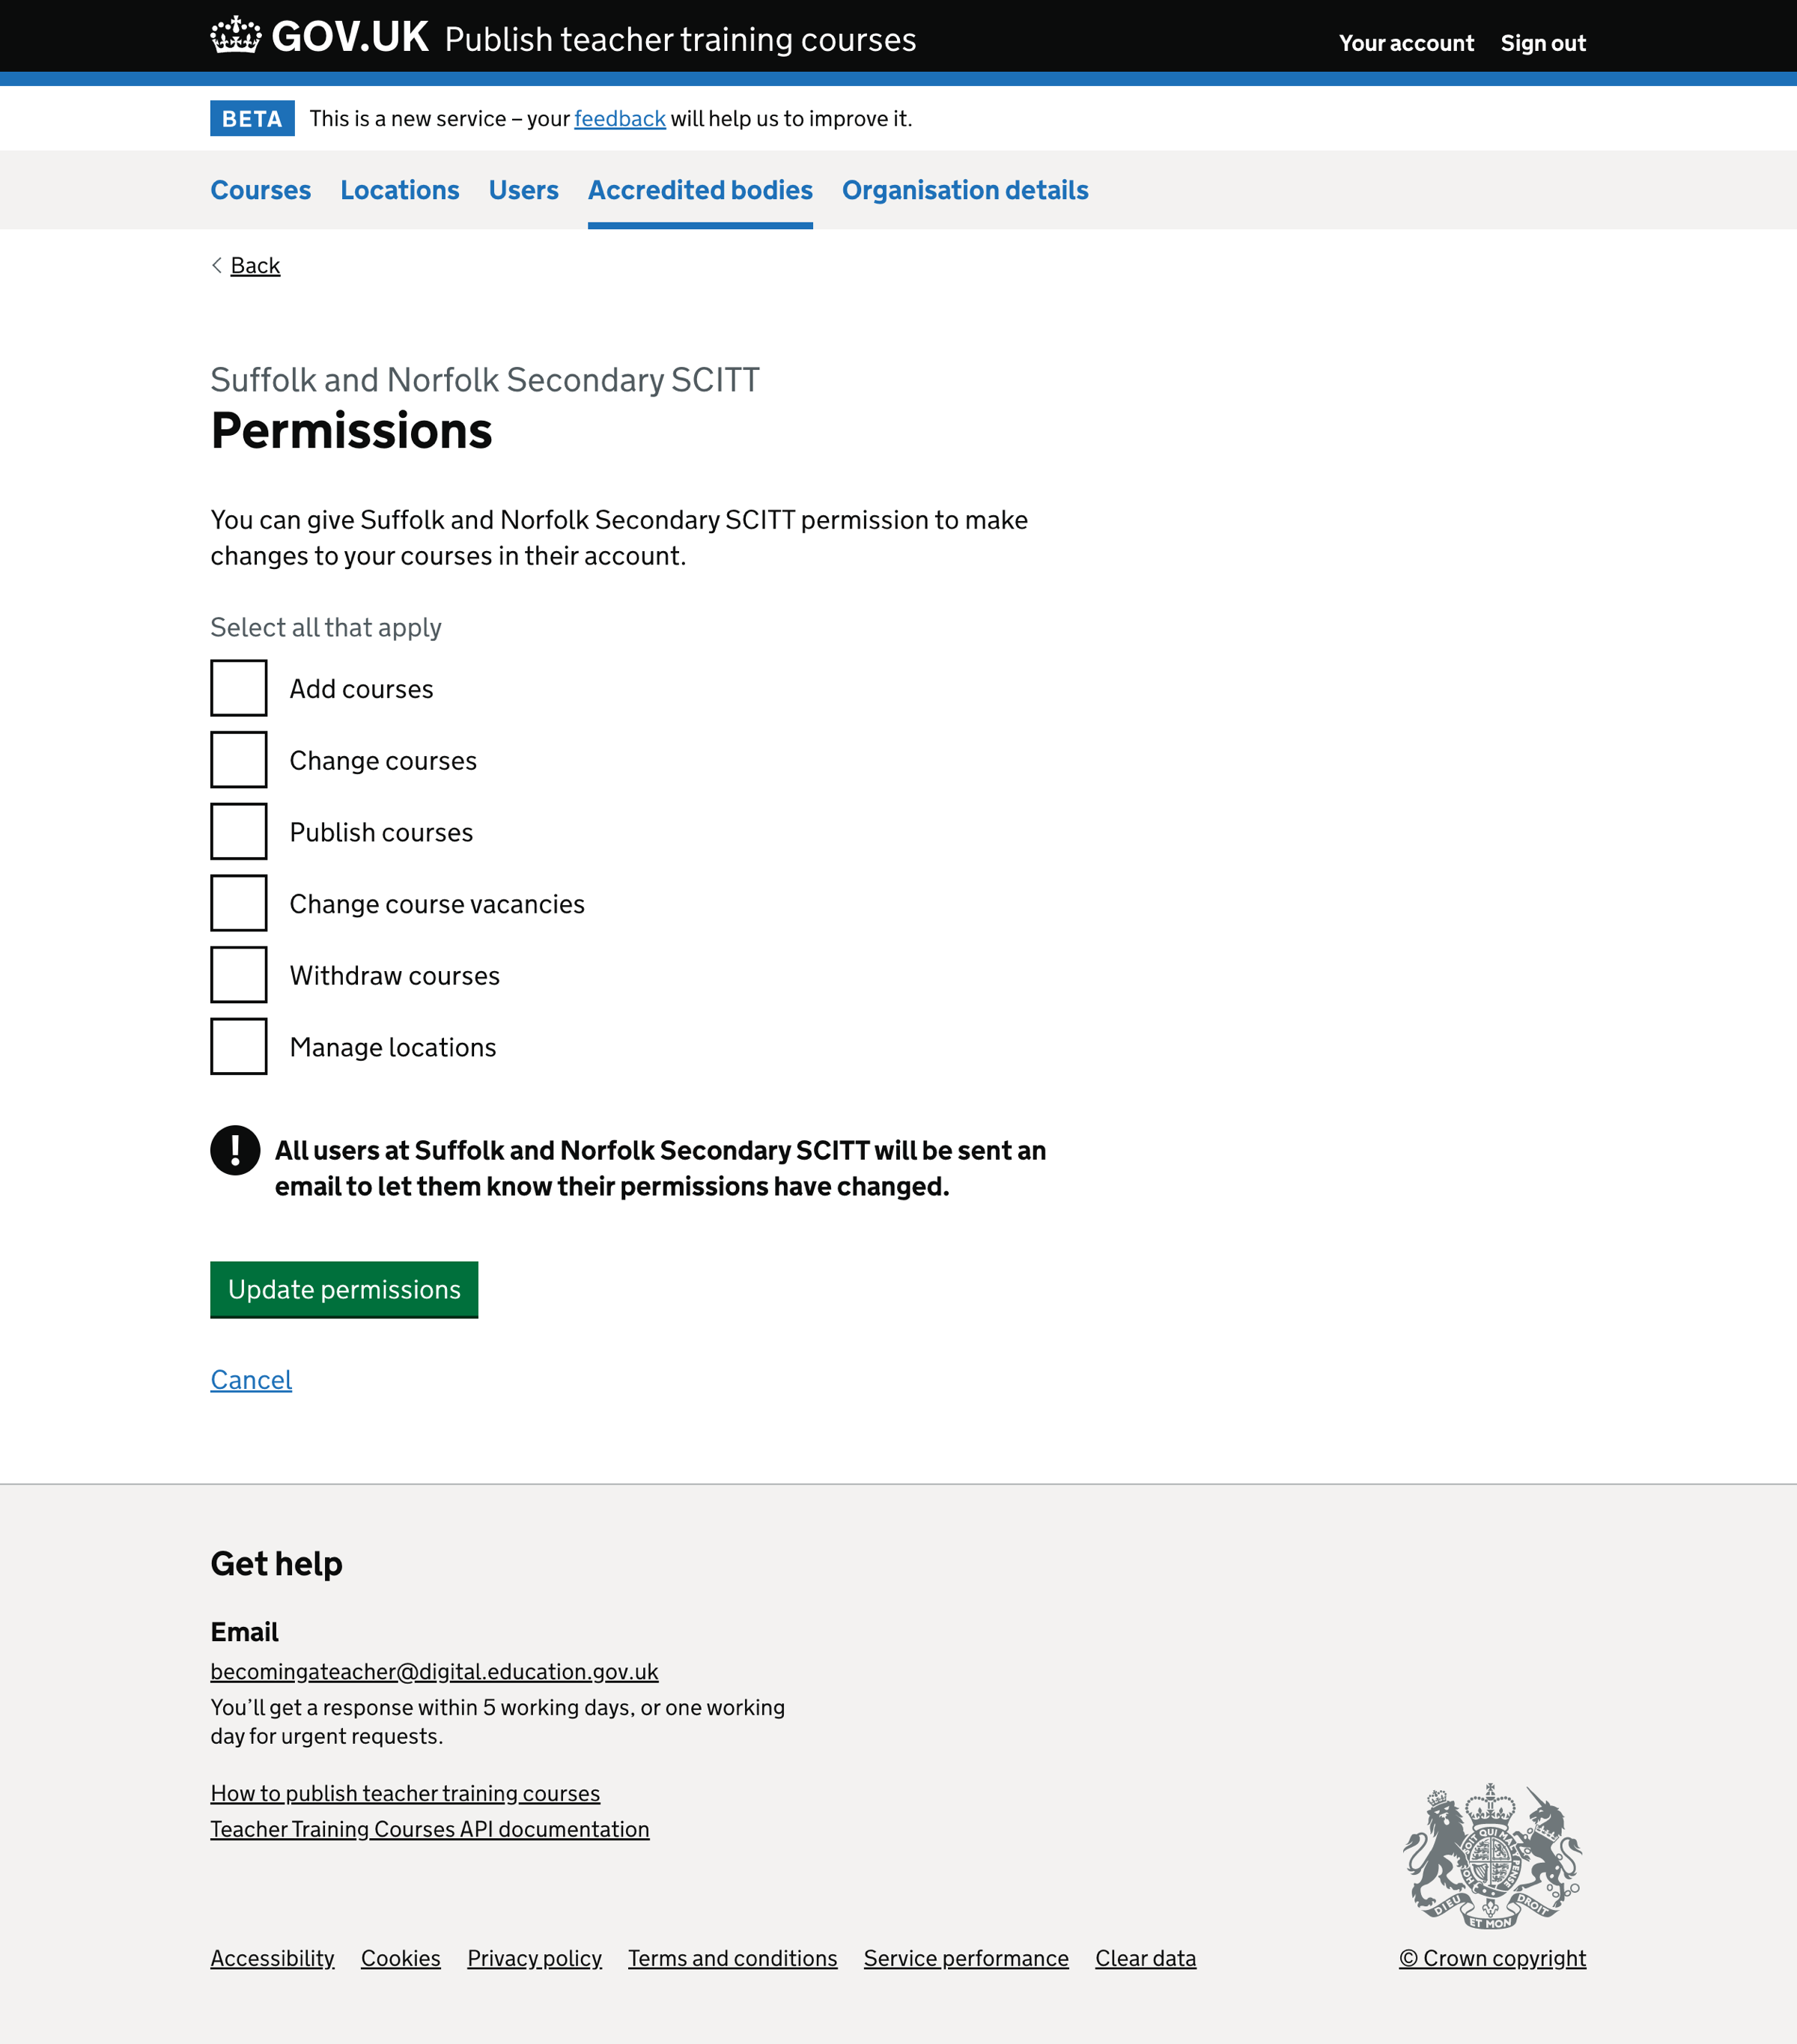 GOV.UK Publish teacher training courses
Your account Sign out
BETA This is a new service – your feedback will help us to improve it.
Courses Locations Users Accredited bodies Organisation details
Back
Suffolk and Norfolk Secondary SCITT
Permissions
You can give Suffolk and Norfolk Secondary SCITT permission to make
changes to your courses in their account.
Select all that apply
Add courses
Change courses
Publish courses
Change course vacancies
Withdraw courses
Manage locations
! All users at Suffolk and Norfolk Secondary SCITT will be sent an
email to let them know their permissions have changed.
Update permissions
Cancel
Get help
Email
becomingateacher@digital.education.gov.uk
You’ll get a response within 5 working days, or one working
day for urgent requests.
How to publish teacher training courses
Teacher Training Courses API documentation
DIEU ET MON DROIT
Accessibility Cookies Privacy policy Terms and conditions Service performance Clear data
© Crown copyright